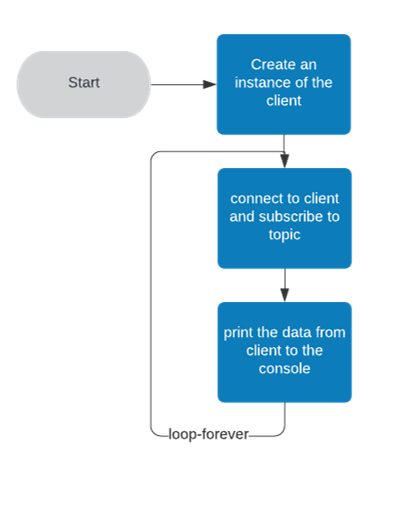 Start
Create an
instance of the
client
connect to client
and subscribe to
topic
print the data from
client to the
console
loop-forever